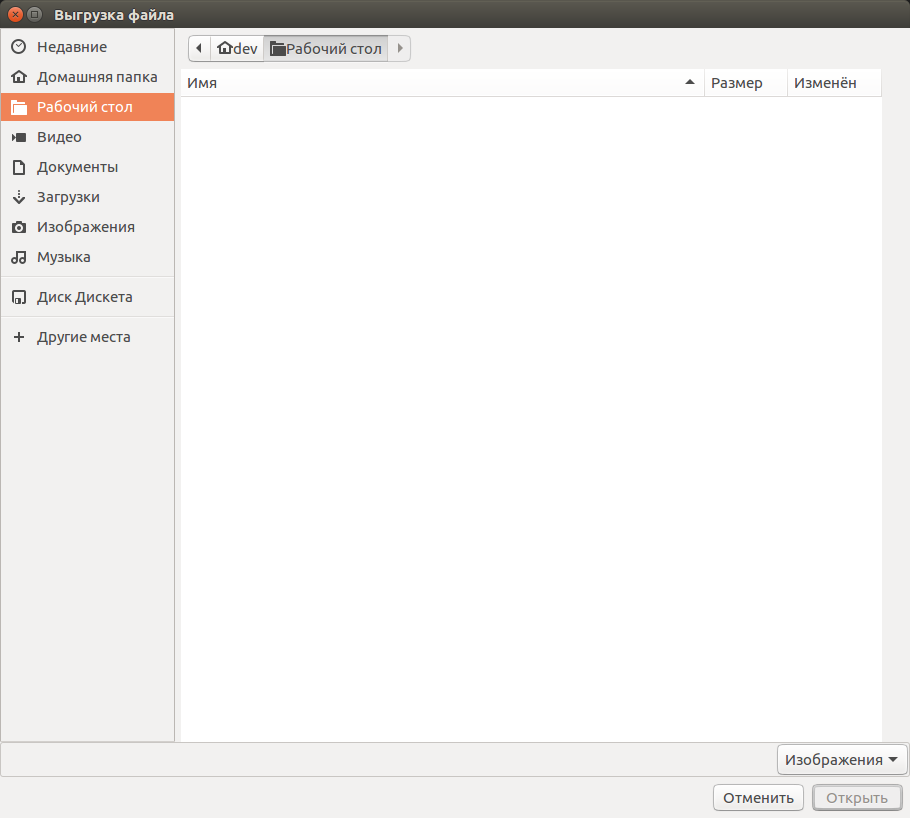 Выгрузка файла
Недавние
Домашняя папка
Рабочий стол
Видео
Документы
Загрузки
Изображения
Музыка
Диск Дискета
Другие места
dev Рабочий стол
Имя Размер Изменён
Изображения
Отменить Открыть